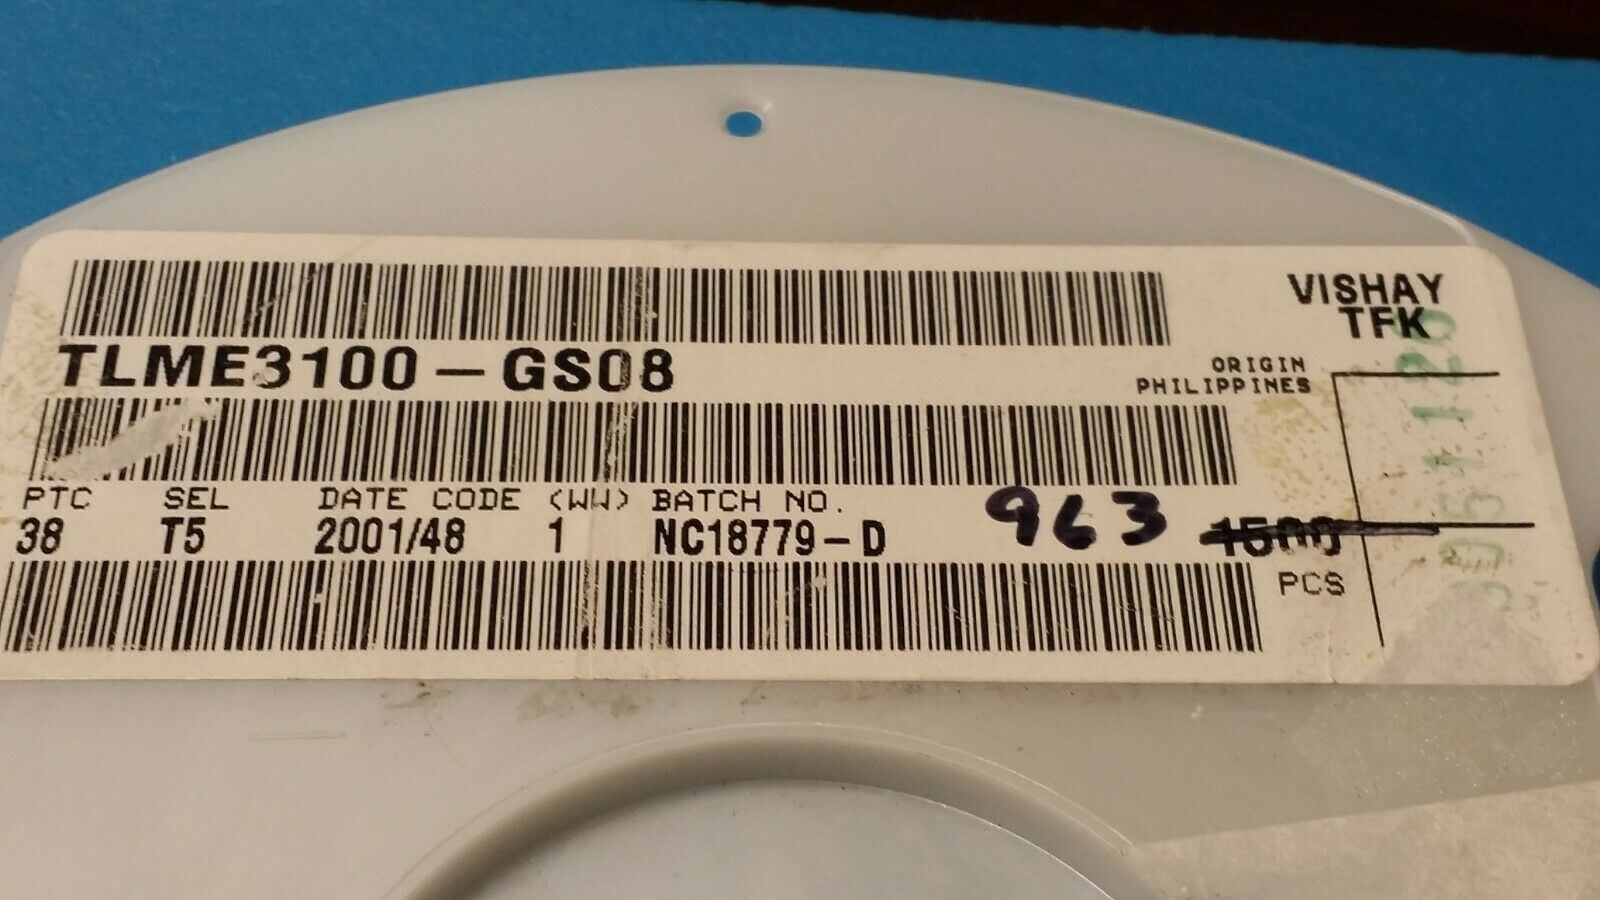 VISHAY
TFK
TLME3100-GS08
ORIGIN
PHILIPPINES
PTC SEL DATE CODE (WW) BATCH NO.
38 T5 2001/48 1 NC18779-D 963 1500
PCS